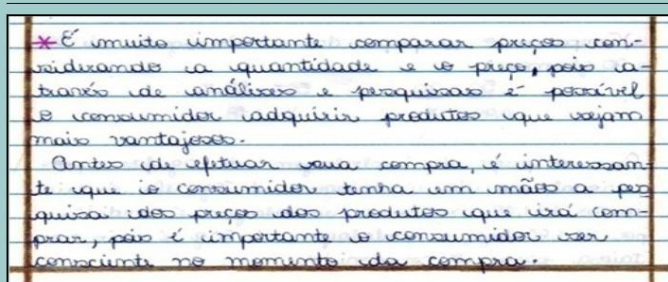 * É muito importante comparar preços con-
siderando a quantidade e o preço, pois a-
través de análises e pesquisas é possível
o consumidor adquirir produtos que sejam
mais vantajosos.
Antes de efetuar sua compra, é interessan-
te que o consumidor tenha em mãos a pes
quisa dos preços dos produtos que irá com-
prar, pois é importante o consumidor ser
consciente no momento da compra.